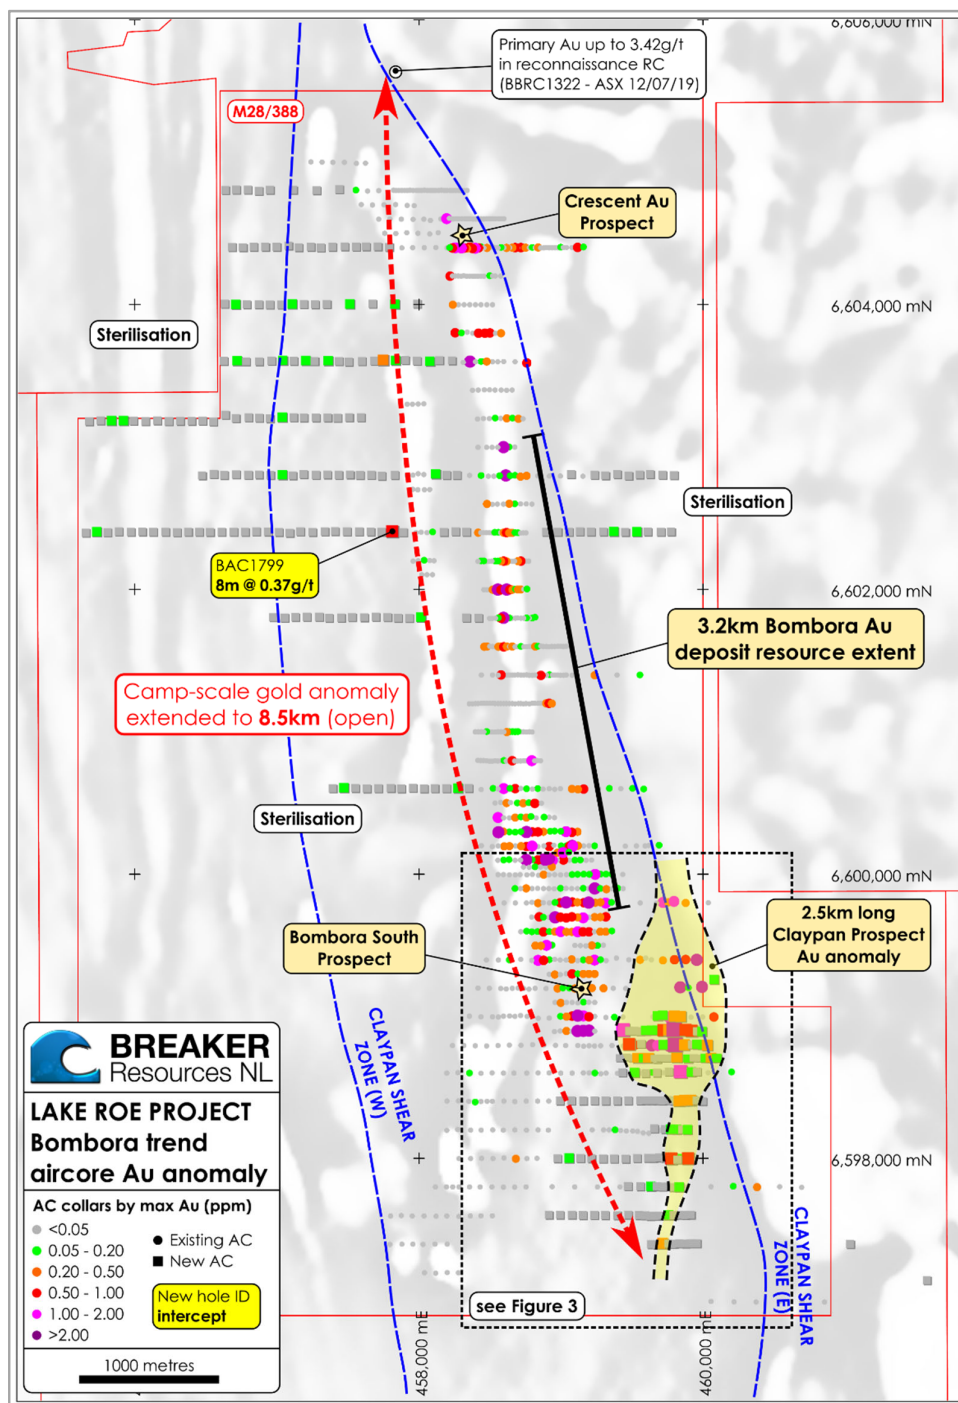 6,606,000 mN
Primary Au up to 3.42g/t
in reconnaissance RC
(BBRC1322 - ASX 12/07/19)
M28/388
Crescent Au
Prospect
6,604,000 mN
Sterilisation
Sterilisation
BAC1799
8m @ 0.37g/t
6,602,000 mN
3.2km Bombora Au
deposit resource extent
Camp-scale gold anomaly
extended to 8.5km (open)
Sterilisation
6,600,000 mN
2.5km long
Claypan Prospect
Au anomaly
Bombora South
Prospect
CLAYPAN SHEAR
ZONE (W)
BREAKER
Resources NL
LAKE ROE PROJECT
Bombora trend
aircore Au anomaly
6,598,000 mN
AC collars by max Au (ppm)
<0.05
0.05 - 0.20
0.20 - 0.50
0.50 - 1.00
1.00 - 2.00
>2.00
Existing AC
New AC
New hole ID
intercept
1000 metres
CLAYPAN SHEAR
ZONE (E)
see Figure 3
458,000 mE
460,000 mE